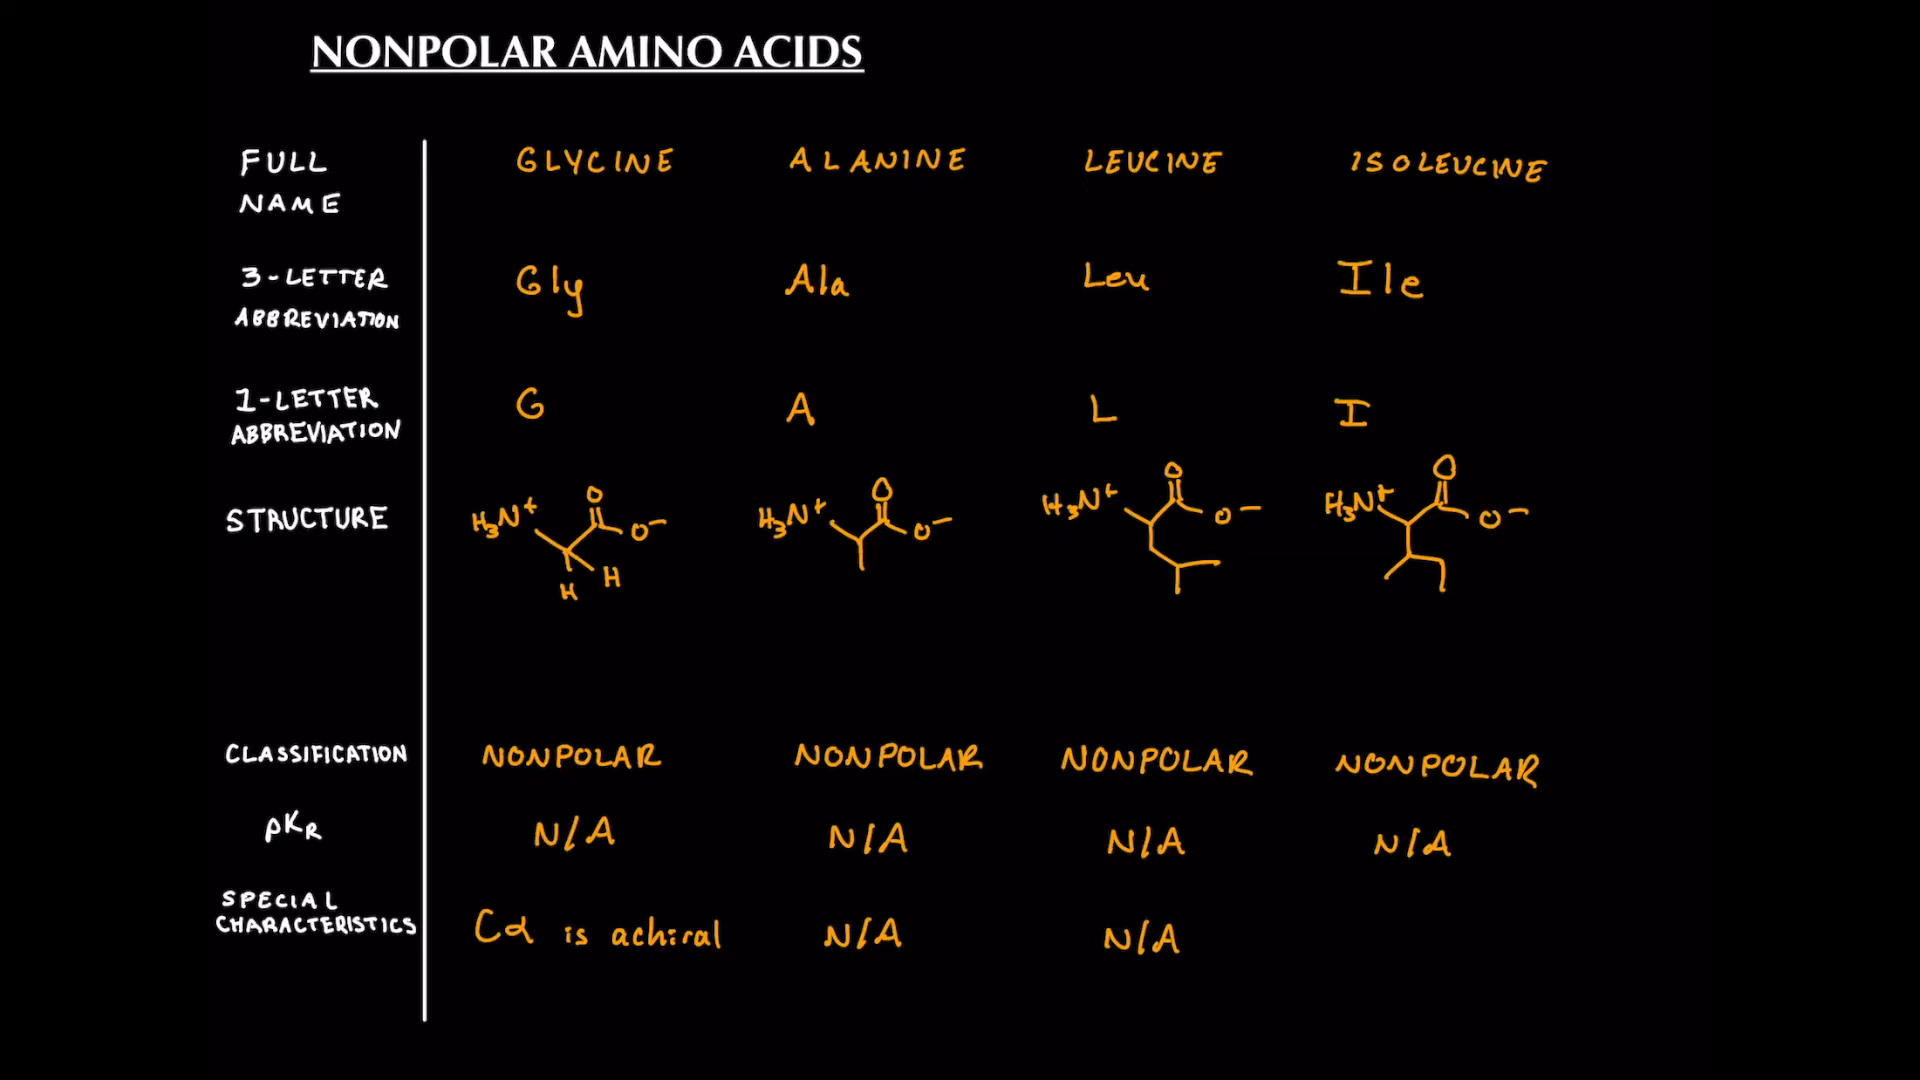 NONPOLAR AMINO ACIDS
FULL NAME GLYCINE ALANINE LEUCINE ISOLEUCINE
3-LETTER ABBREVIATION Gly Ala Leu Ile
1-LETTER ABBREVIATION G A L I
STRUCTURE H₃N⁺ O O⁻ H H H₃N⁺ O O⁻ H₃N⁺ O O⁻ H₃N⁺ O O⁻
CLASSIFICATION NONPOLAR NONPOLAR NONPOLAR NONPOLAR
pKR N/A N/A N/A N/A
SPECIAL CHARACTERISTICS Cα is achiral N/A N/A